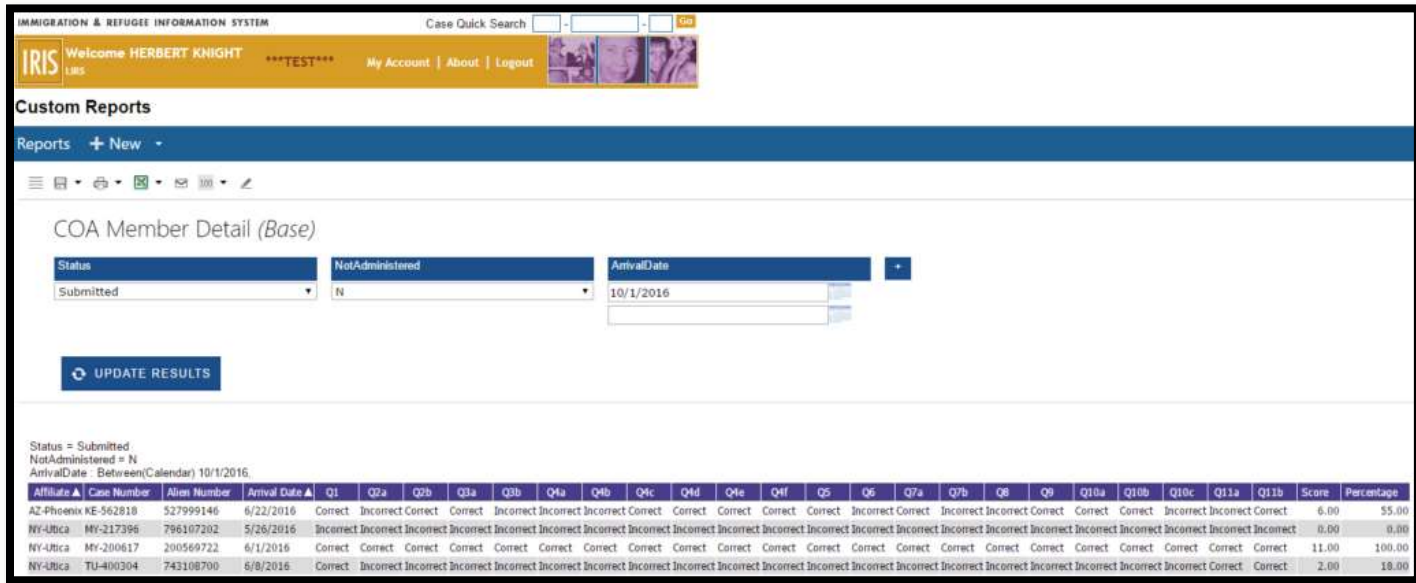 IMMIGRATION & REFUGEE INFORMATION SYSTEM Case Quick Search - - Go
IRIS Welcome HERBERT KNIGHT ***TEST*** My Account | About | Logout
LIRS
Custom Reports
Reports + New
100
COA Member Detail (Base)
Status NotAdministered ArrivalDate +
Submitted N 10/1/2016
UPDATE RESULTS
Status = Submitted
NotAdministered = N
ArrivalDate : Between(Calendar) 10/1/2016,
Affiliate Case Number Alien Number Arrival Date Q1 Q2a Q2b Q3a Q3b Q4a Q4b Q4c Q4d Q4e Q4f Q5 Q6 Q7a Q7b Q8 Q9 Q10a Q10b Q10c Q11a Q11b Score Percentage
AZ-Phoenix KE-562818 527999146 6/22/2016 Correct Incorrect Correct Correct Incorrect Incorrect Incorrect Incorrect Correct Correct Correct Correct Incorrect Correct Incorrect Incorrect Correct Correct Correct Incorrect Incorrect Correct 6.00 55.00
NY-Utica MY-217396 796107202 5/26/2016 Incorrect Incorrect Incorrect Incorrect Incorrect Incorrect Incorrect Incorrect Incorrect Incorrect Incorrect Incorrect Incorrect Incorrect Incorrect Incorrect Incorrect Incorrect Incorrect Incorrect Incorrect Incorrect 0.00 0.00
NY-Utica MY-200617 200569722 6/1/2016 Correct Correct Correct Correct Correct Correct Correct Correct Correct Correct Correct Correct Correct Correct Correct Correct Correct Correct Correct Correct Correct Correct 11.00 100.00
NY-Utica TU-400304 743108700 6/8/2016 Correct Incorrect Incorrect Incorrect Incorrect Incorrect Incorrect Incorrect Incorrect Incorrect Incorrect Incorrect Incorrect Incorrect Incorrect Incorrect Incorrect Incorrect Incorrect Incorrect Correct Correct 2.00 18.00